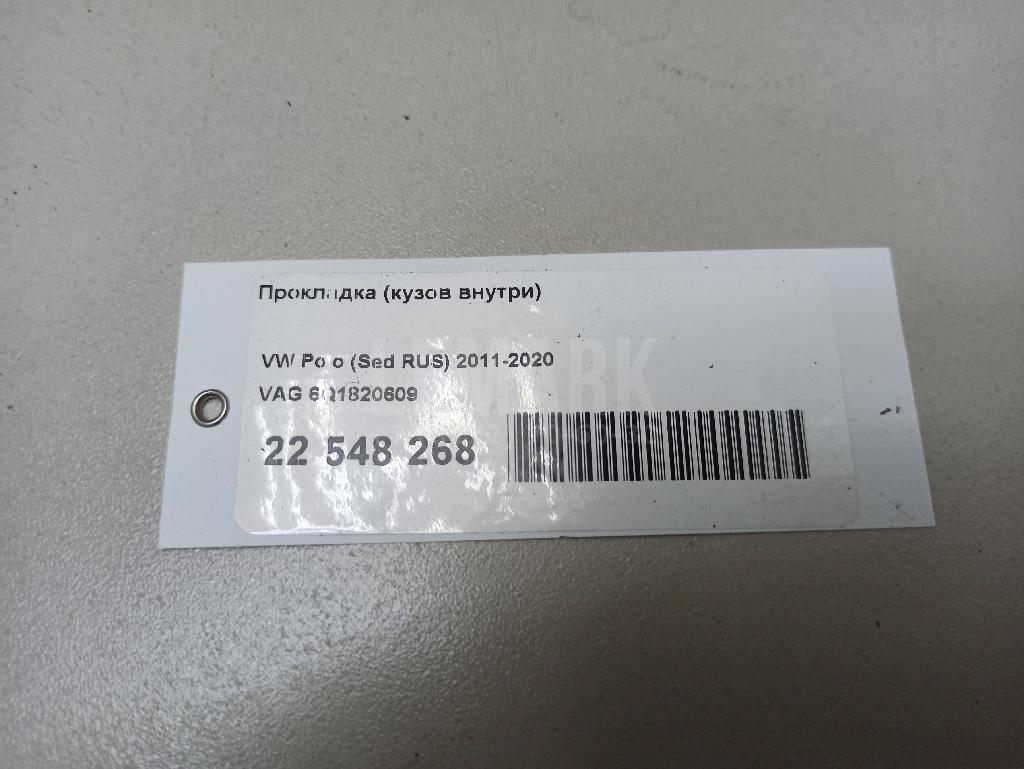 Прокладка (кузов внутри)
VW Polo (Sed RUS) 2011-2020
VAG 6Q1820609
22 548 268